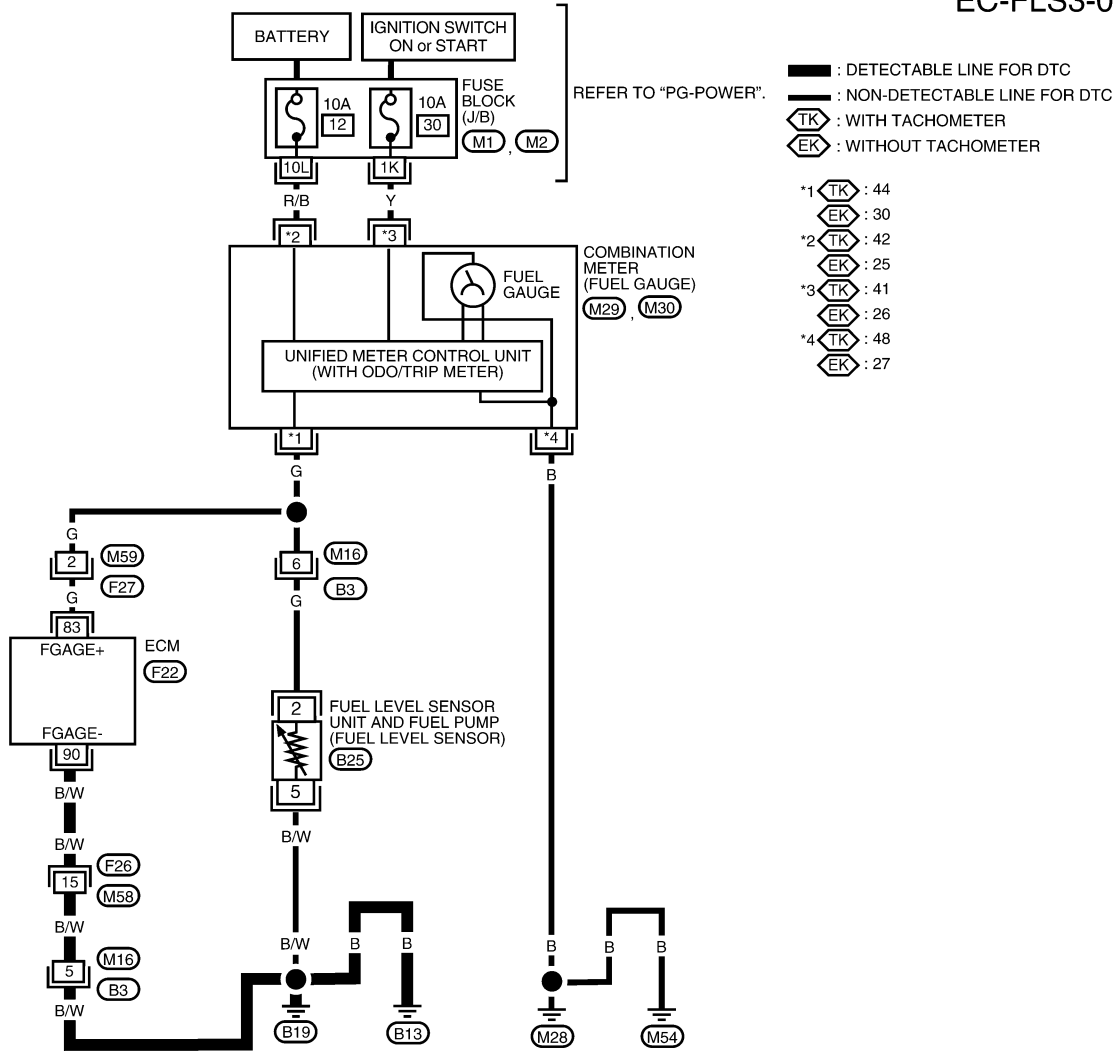 EC-FLS3-0
BATTERY
IGNITION SWITCH
ON or START
FUSE
BLOCK
(J/B)
M1 , M2
10A
12
10A
30
REFER TO “PG-POWER”.
10L
1K
R/B
Y
*2
*3
: DETECTABLE LINE FOR DTC
: NON-DETECTABLE LINE FOR DTC
TK : WITH TACHOMETER
EK : WITHOUT TACHOMETER
*1 TK : 44
EK : 30
*2 TK : 42
EK : 25
*3 TK : 41
EK : 26
*4 TK : 48
EK : 27
FUEL
GAUGE
COMBINATION
METER
(FUEL GAUGE)
M29 , M30
UNIFIED METER CONTROL UNIT
(WITH ODO/TRIP METER)
*1
*4
G
B
G
2
M59
F27
G
83
FGAGE+
ECM
F22
FGAGE-
90
B/W
B/W
15
F26
M58
B/W
5
M16
B3
B/W
6
M16
B3
G
2
FUEL LEVEL SENSOR
UNIT AND FUEL PUMP
(FUEL LEVEL SENSOR)
B25
5
B/W
B/W
B
B
B
B
B
B19
B13
M28
M54